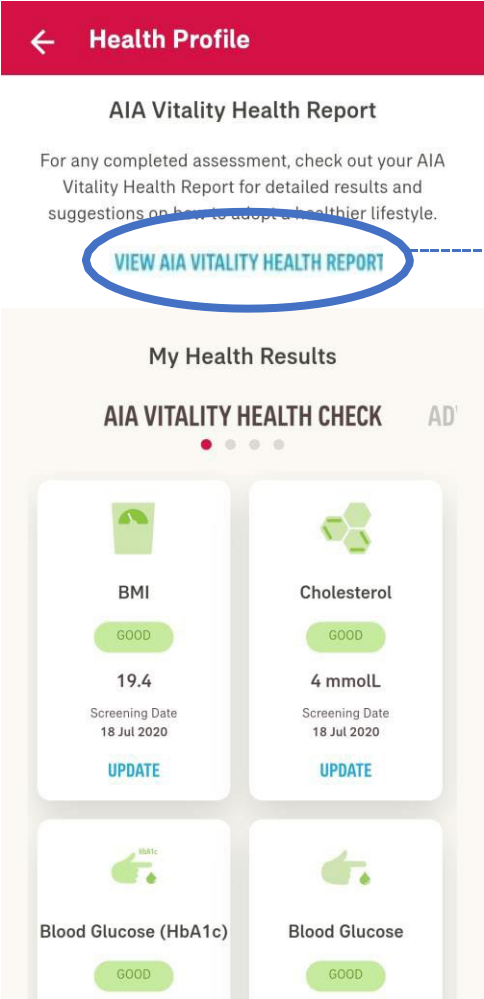 Health Profile
AIA Vitality Health Report
For any completed assessment, check out your AIA
Vitality Health Report for detailed results and
suggestions on how to adopt a healthier lifestyle.
VIEW AIA VITALITY HEALTH REPORT
My Health Results
AIA VITALITY HEALTH CHECK AD
BMI Cholesterol
GOOD GOOD
19.4 4 mmolL
Screening Date Screening Date
18 Jul 2020 18 Jul 2020
UPDATE UPDATE
HbA1c
Blood Glucose (HbA1c) Blood Glucose
GOOD GOOD